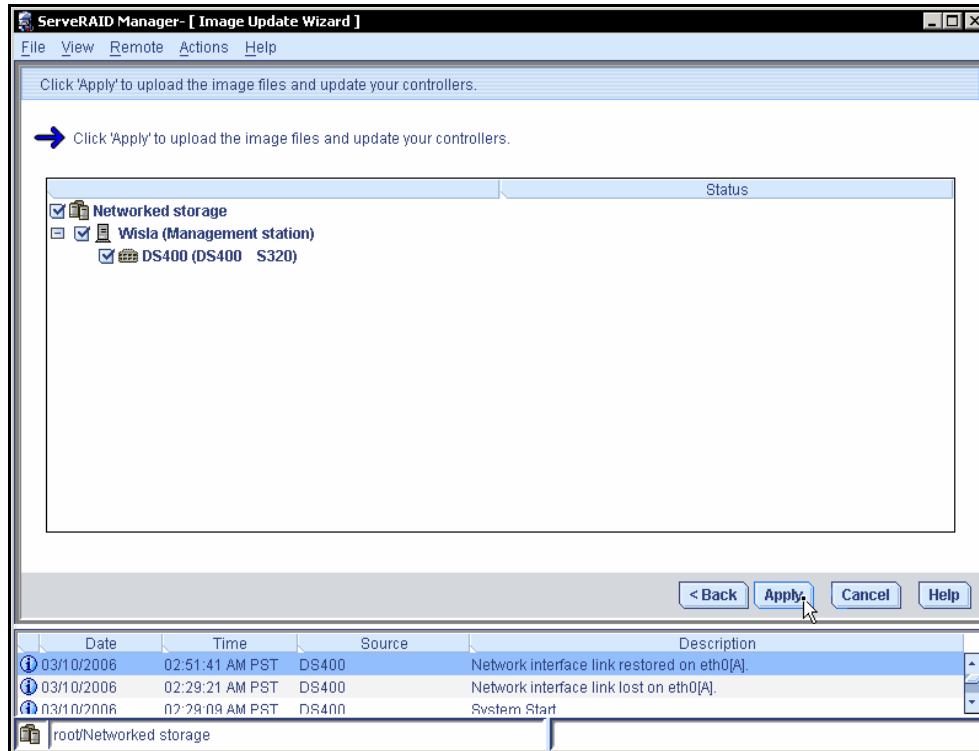 ServeRAID Manager- [ Image Update Wizard ]
File View Remote Actions Help
Click 'Apply' to upload the image files and update your controllers.
Click 'Apply' to upload the image files and update your controllers.
Status
Networked storage
Wisla (Management station)
DS400 (DS400 S320)
< Back Apply Cancel Help
Date Time Source Description
03/10/2006 02:51:41 AM PST DS400 Network interface link restored on eth0[A].
03/10/2006 02:29:21 AM PST DS400 Network interface link lost on eth0[A].
03/10/2006 02:29:09 AM PST DS400 System Start
root/Networked storage